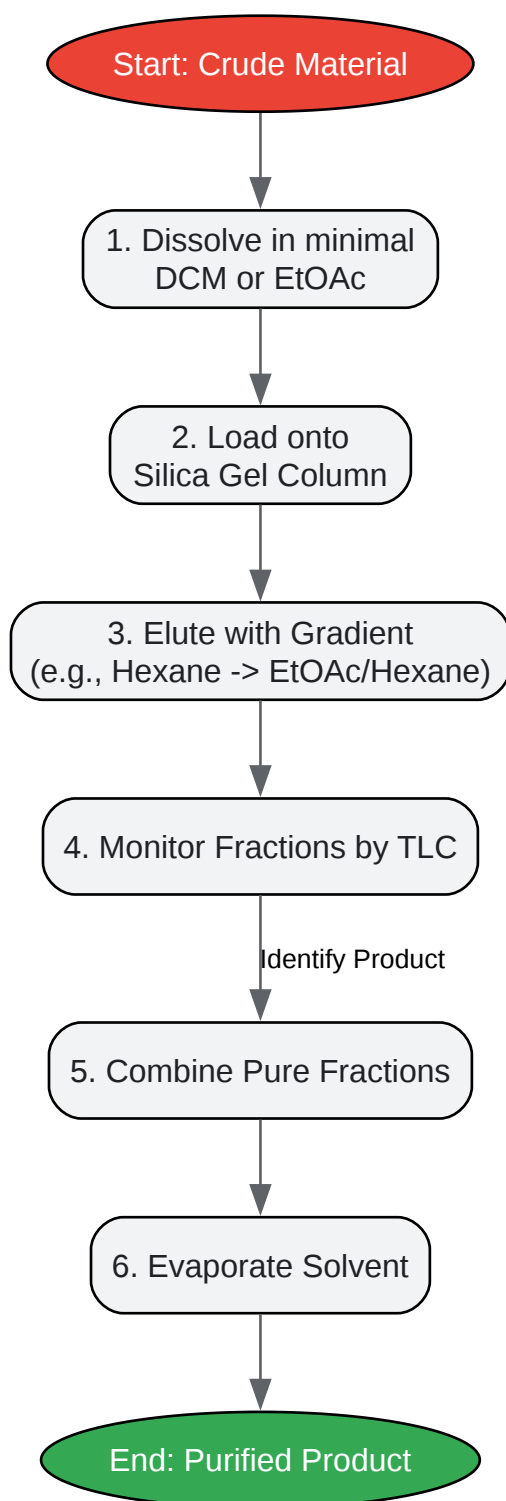 Start: Crude Material
1. Dissolve in minimal
DCM or EtOAc
2. Load onto
Silica Gel Column
3. Elute with Gradient
(e.g., Hexane -> EtOAc/Hexane)
4. Monitor Fractions by TLC
Identify Product
5. Combine Pure Fractions
6. Evaporate Solvent
End: Purified Product